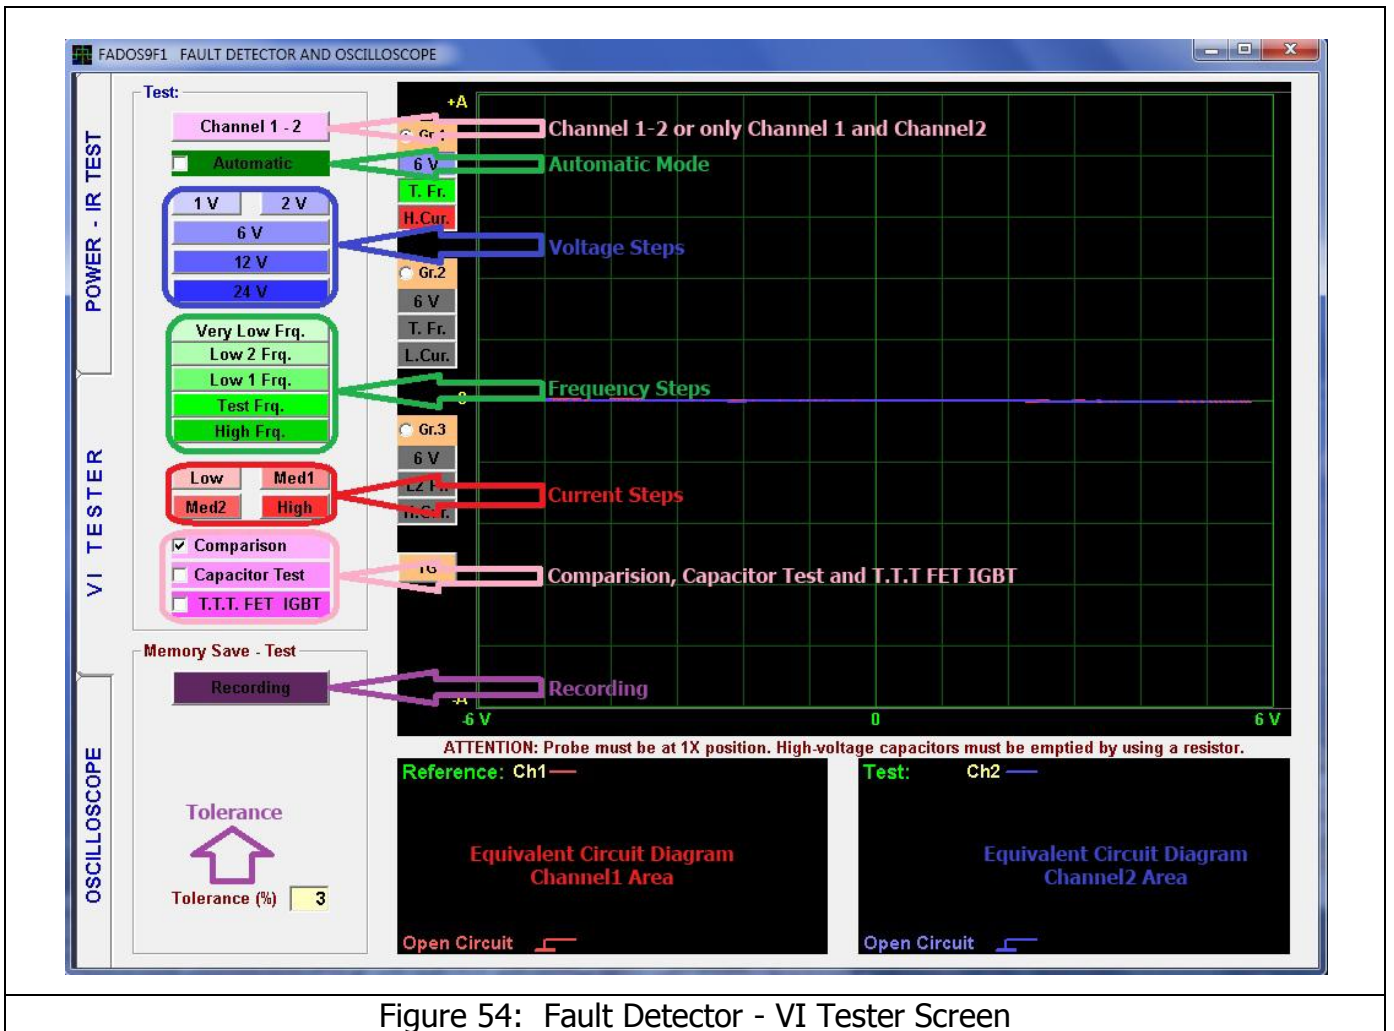 FADOS9F1 FAULT DETECTOR AND OSCILLOSCOPE
POWER - IR TEST
VI TESTER
OSCILLOSCOPE
Test:
Channel 1 - 2
Automatic
1 V 2 V
6 V
12 V
24 V
Very Low Frq.
Low 2 Frq.
Low 1 Frq.
Test Frq.
High Frq.
Low Med1
Med2 High
Comparison
Capacitor Test
T.T.T. FET IGBT
Memory Save - Test
Recording
Tolerance
Tolerance (%) 3
+A
Gr.1
6 V
T. Fr.
H.Cur.
Gr.2
6 V
T. Fr.
L.Cur.
Gr.3
6 V
L2 F..
H.Cur.
-A
-6 V 0 6 V
Channel 1-2 or only Channel 1 and Channel2
Automatic Mode
Voltage Steps
Frequency Steps
Current Steps
Comparision, Capacitor Test and T.T.T FET IGBT
Recording
ATTENTION: Probe must be at 1X position. High-voltage capacitors must be emptied by using a resistor.
Reference: Ch1
Equivalent Circuit Diagram
Channel1 Area
Open Circuit
Test: Ch2
Equivalent Circuit Diagram
Channel2 Area
Open Circuit
Figure 54: Fault Detector - VI Tester Screen